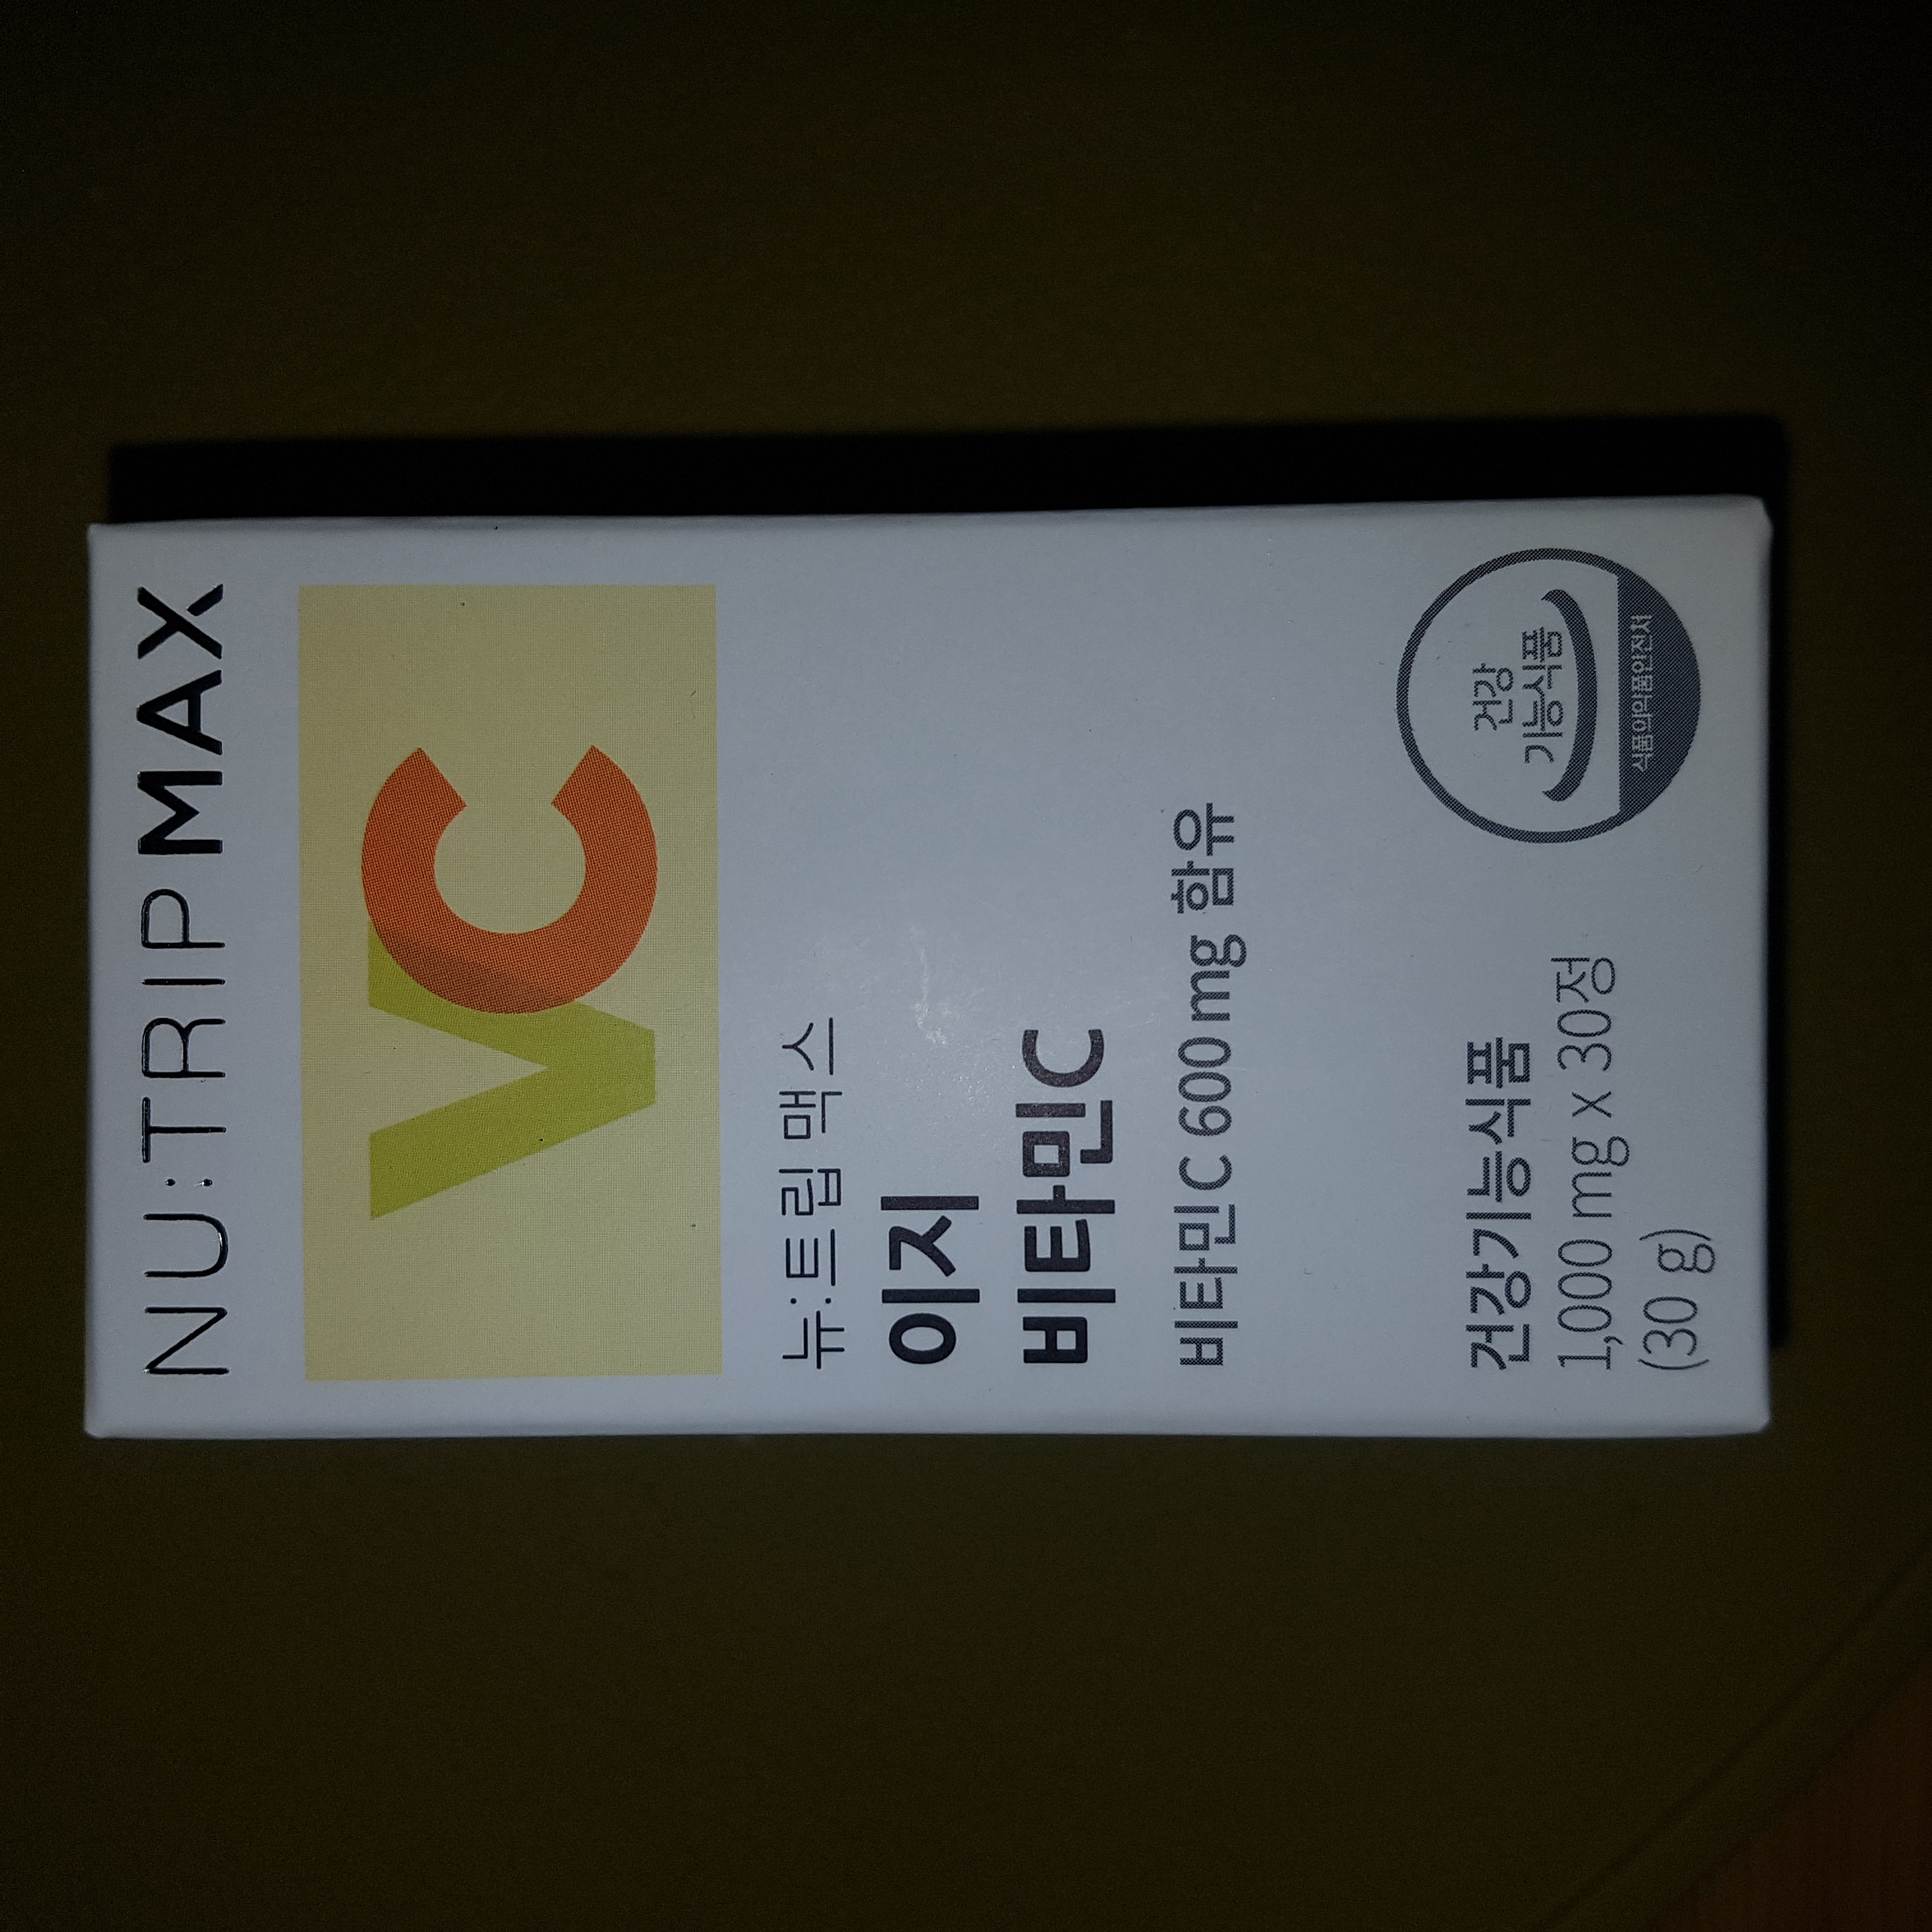 NU:TRIP MAX
VC
뉴:트립 맥스
이지
비타민C
비타민 C 600 mg 함유
건강기능식품
1,000 mg x 30정
(30 g)
건강
기능식품
식품의약품안전처